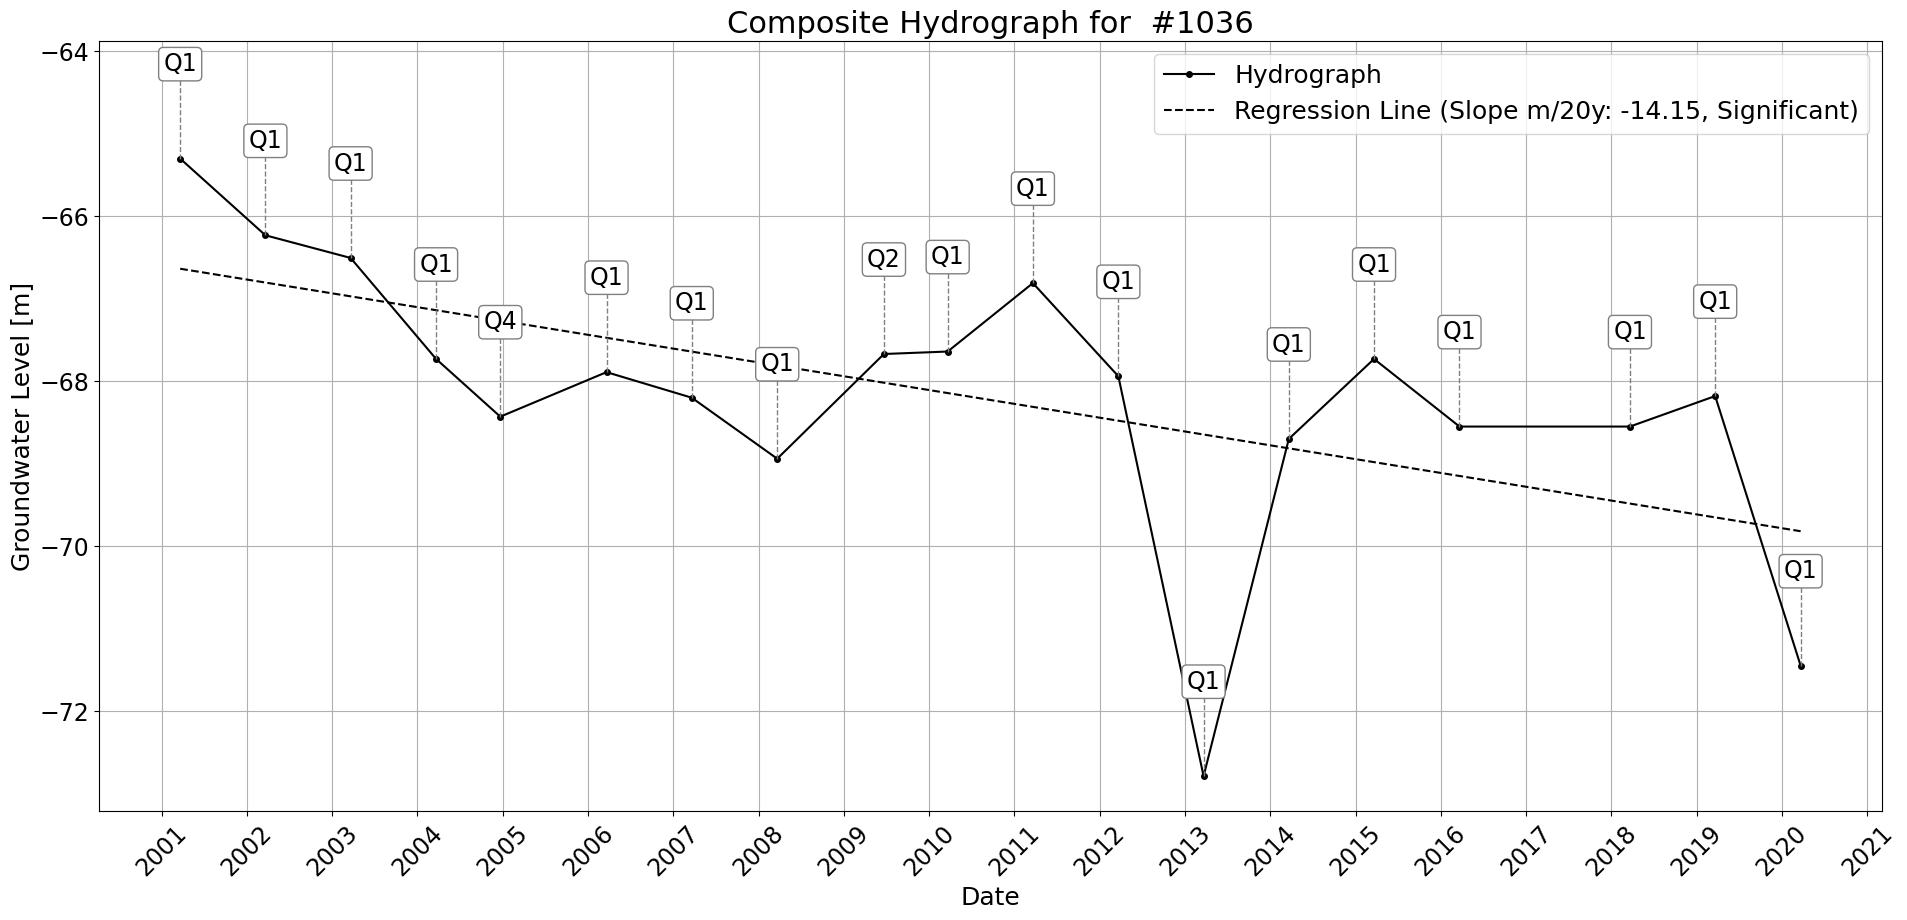 Composite Hydrograph for  #1036
Hydrograph
Regression Line (Slope m/20y: -14.15, Significant)
Groundwater Level [m]
−64
−66
−68
−70
−72
Q1
Q1
Q1
Q1
Q4
Q1
Q1
Q1
Q2
Q1
Q1
Q1
Q1
Q1
Q1
Q1
Q1
Q1
Q1
2001
2002
2003
2004
2005
2006
2007
2008
2009
2010
2011
2012
2013
2014
2015
2016
2017
2018
2019
2020
2021
Date